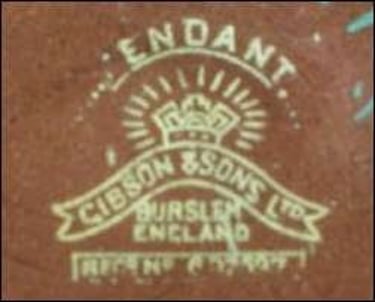 ENDANT
GIBSON & SONS LTD
BURSLEM
ENGLAND